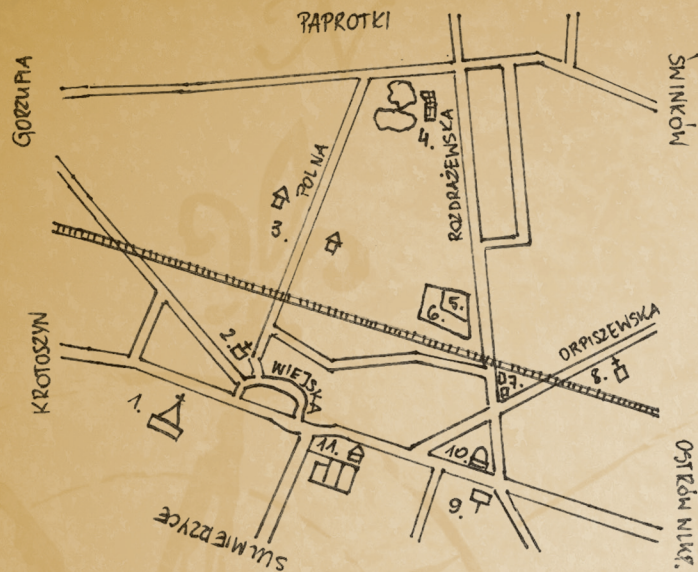 PAPROTKI
GORZUPIA
ŚWINKÓW
POLNA
ROZDRAŻEWSKA
4.
3.
5.
6.
ORPISZEWSKA
KROTOSZYN
2.
WIEJSKA
7.
8.
1.
11.
10.
9.
OSTRÓW WLKP.
SULMIERZYCE